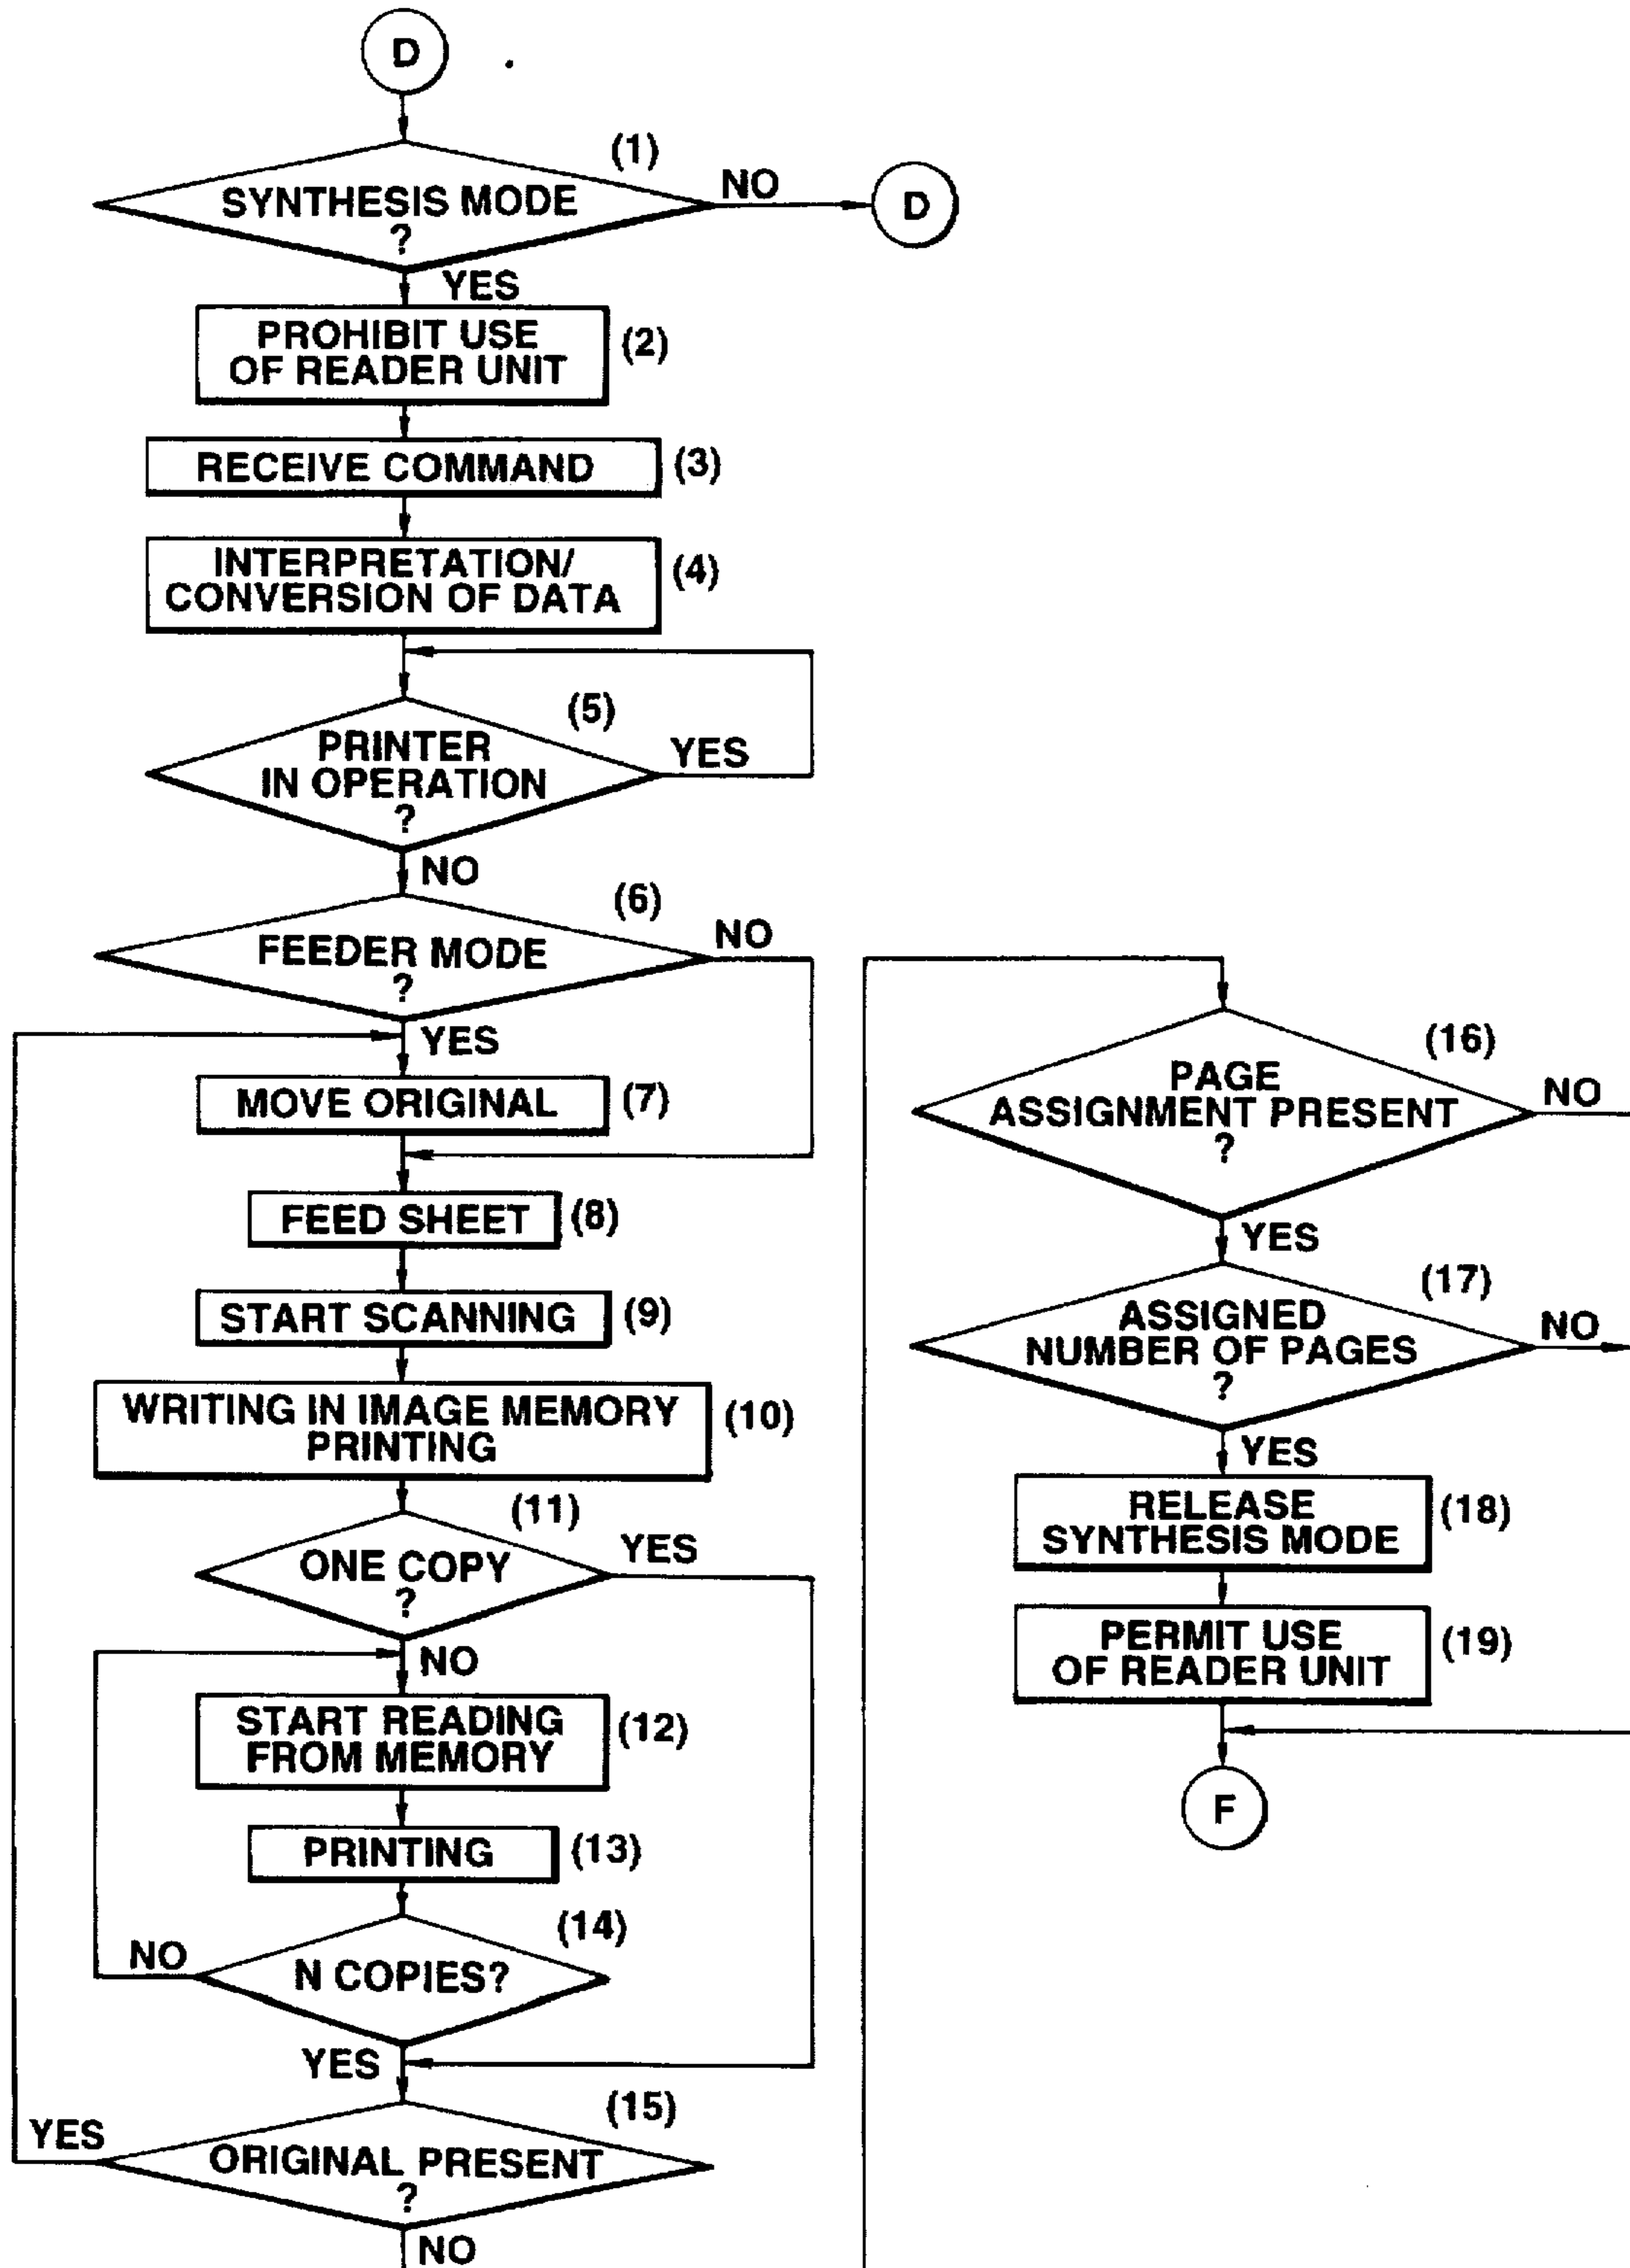 D
(1)
SYNTHESIS MODE
?
NO
D
YES
PROHIBIT USE
OF READER UNIT
(2)
RECEIVE COMMAND
(3)
INTERPRETATION/
CONVERSION OF DATA
(4)
(5)
PRINTER
IN OPERATION
?
YES
NO
(6)
FEEDER MODE
?
NO
YES
MOVE ORIGINAL
(7)
FEED SHEET
(8)
START SCANNING
(9)
WRITING IN IMAGE MEMORY
PRINTING
(10)
(11)
ONE COPY
?
YES
NO
START READING
FROM MEMORY
(12)
PRINTING
(13)
(14)
N COPIES?
NO
YES
(15)
ORIGINAL PRESENT
?
YES
NO
(16)
PAGE
ASSIGNMENT PRESENT
?
NO
YES
(17)
ASSIGNED
NUMBER OF PAGES
?
NO
YES
RELEASE
SYNTHESIS MODE
(18)
PERMIT USE
OF READER UNIT
(19)
F